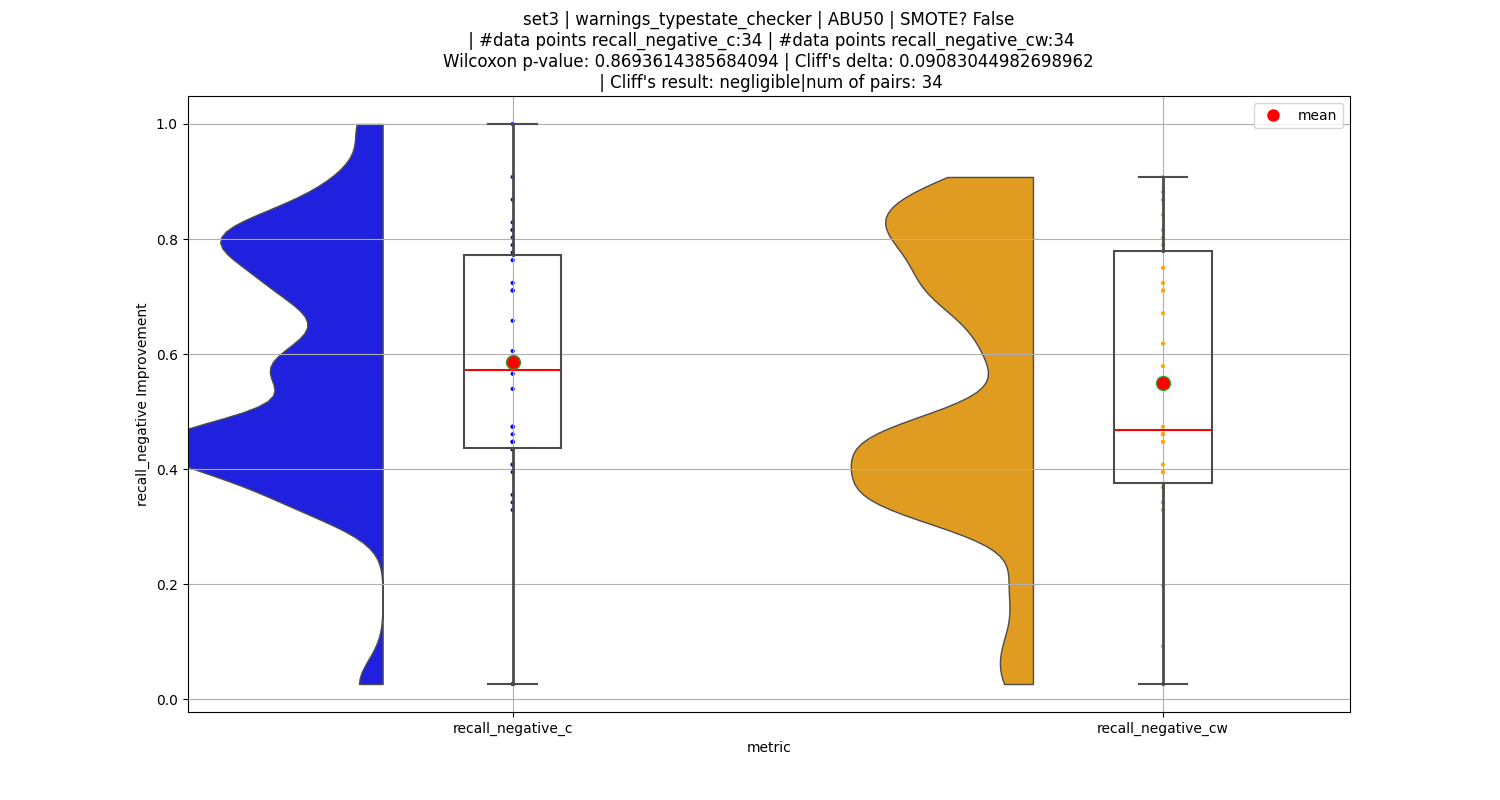 set3 | warnings_typestate_checker | ABU50 | SMOTE? False
| #data points recall_negative_c:34 | #data points recall_negative_cw:34
Wilcoxon p-value: 0.8693614385684094 | Cliff's delta: 0.09083044982698962
| Cliff's result: negligible|num of pairs: 34
mean
1.0
0.8
0.6
0.4
0.2
0.0
recall_negative Improvement
recall_negative_c
recall_negative_cw
metric